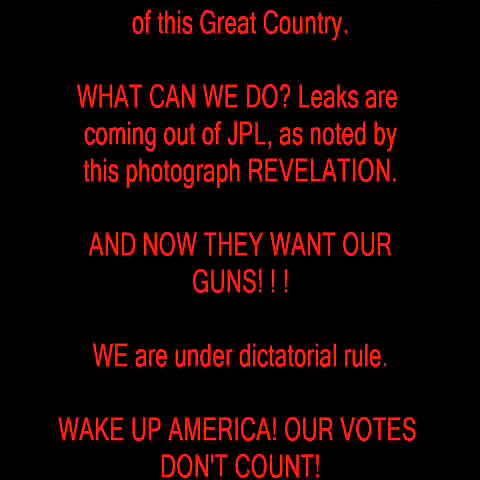 of this Great Country.
WHAT CAN WE DO? Leaks are
coming out of JPL, as noted by
this photograph REVELATION.
AND NOW THEY WANT OUR
GUNS! ! !
WE are under dictatorial rule.
WAKE UP AMERICA! OUR VOTES
DON'T COUNT!